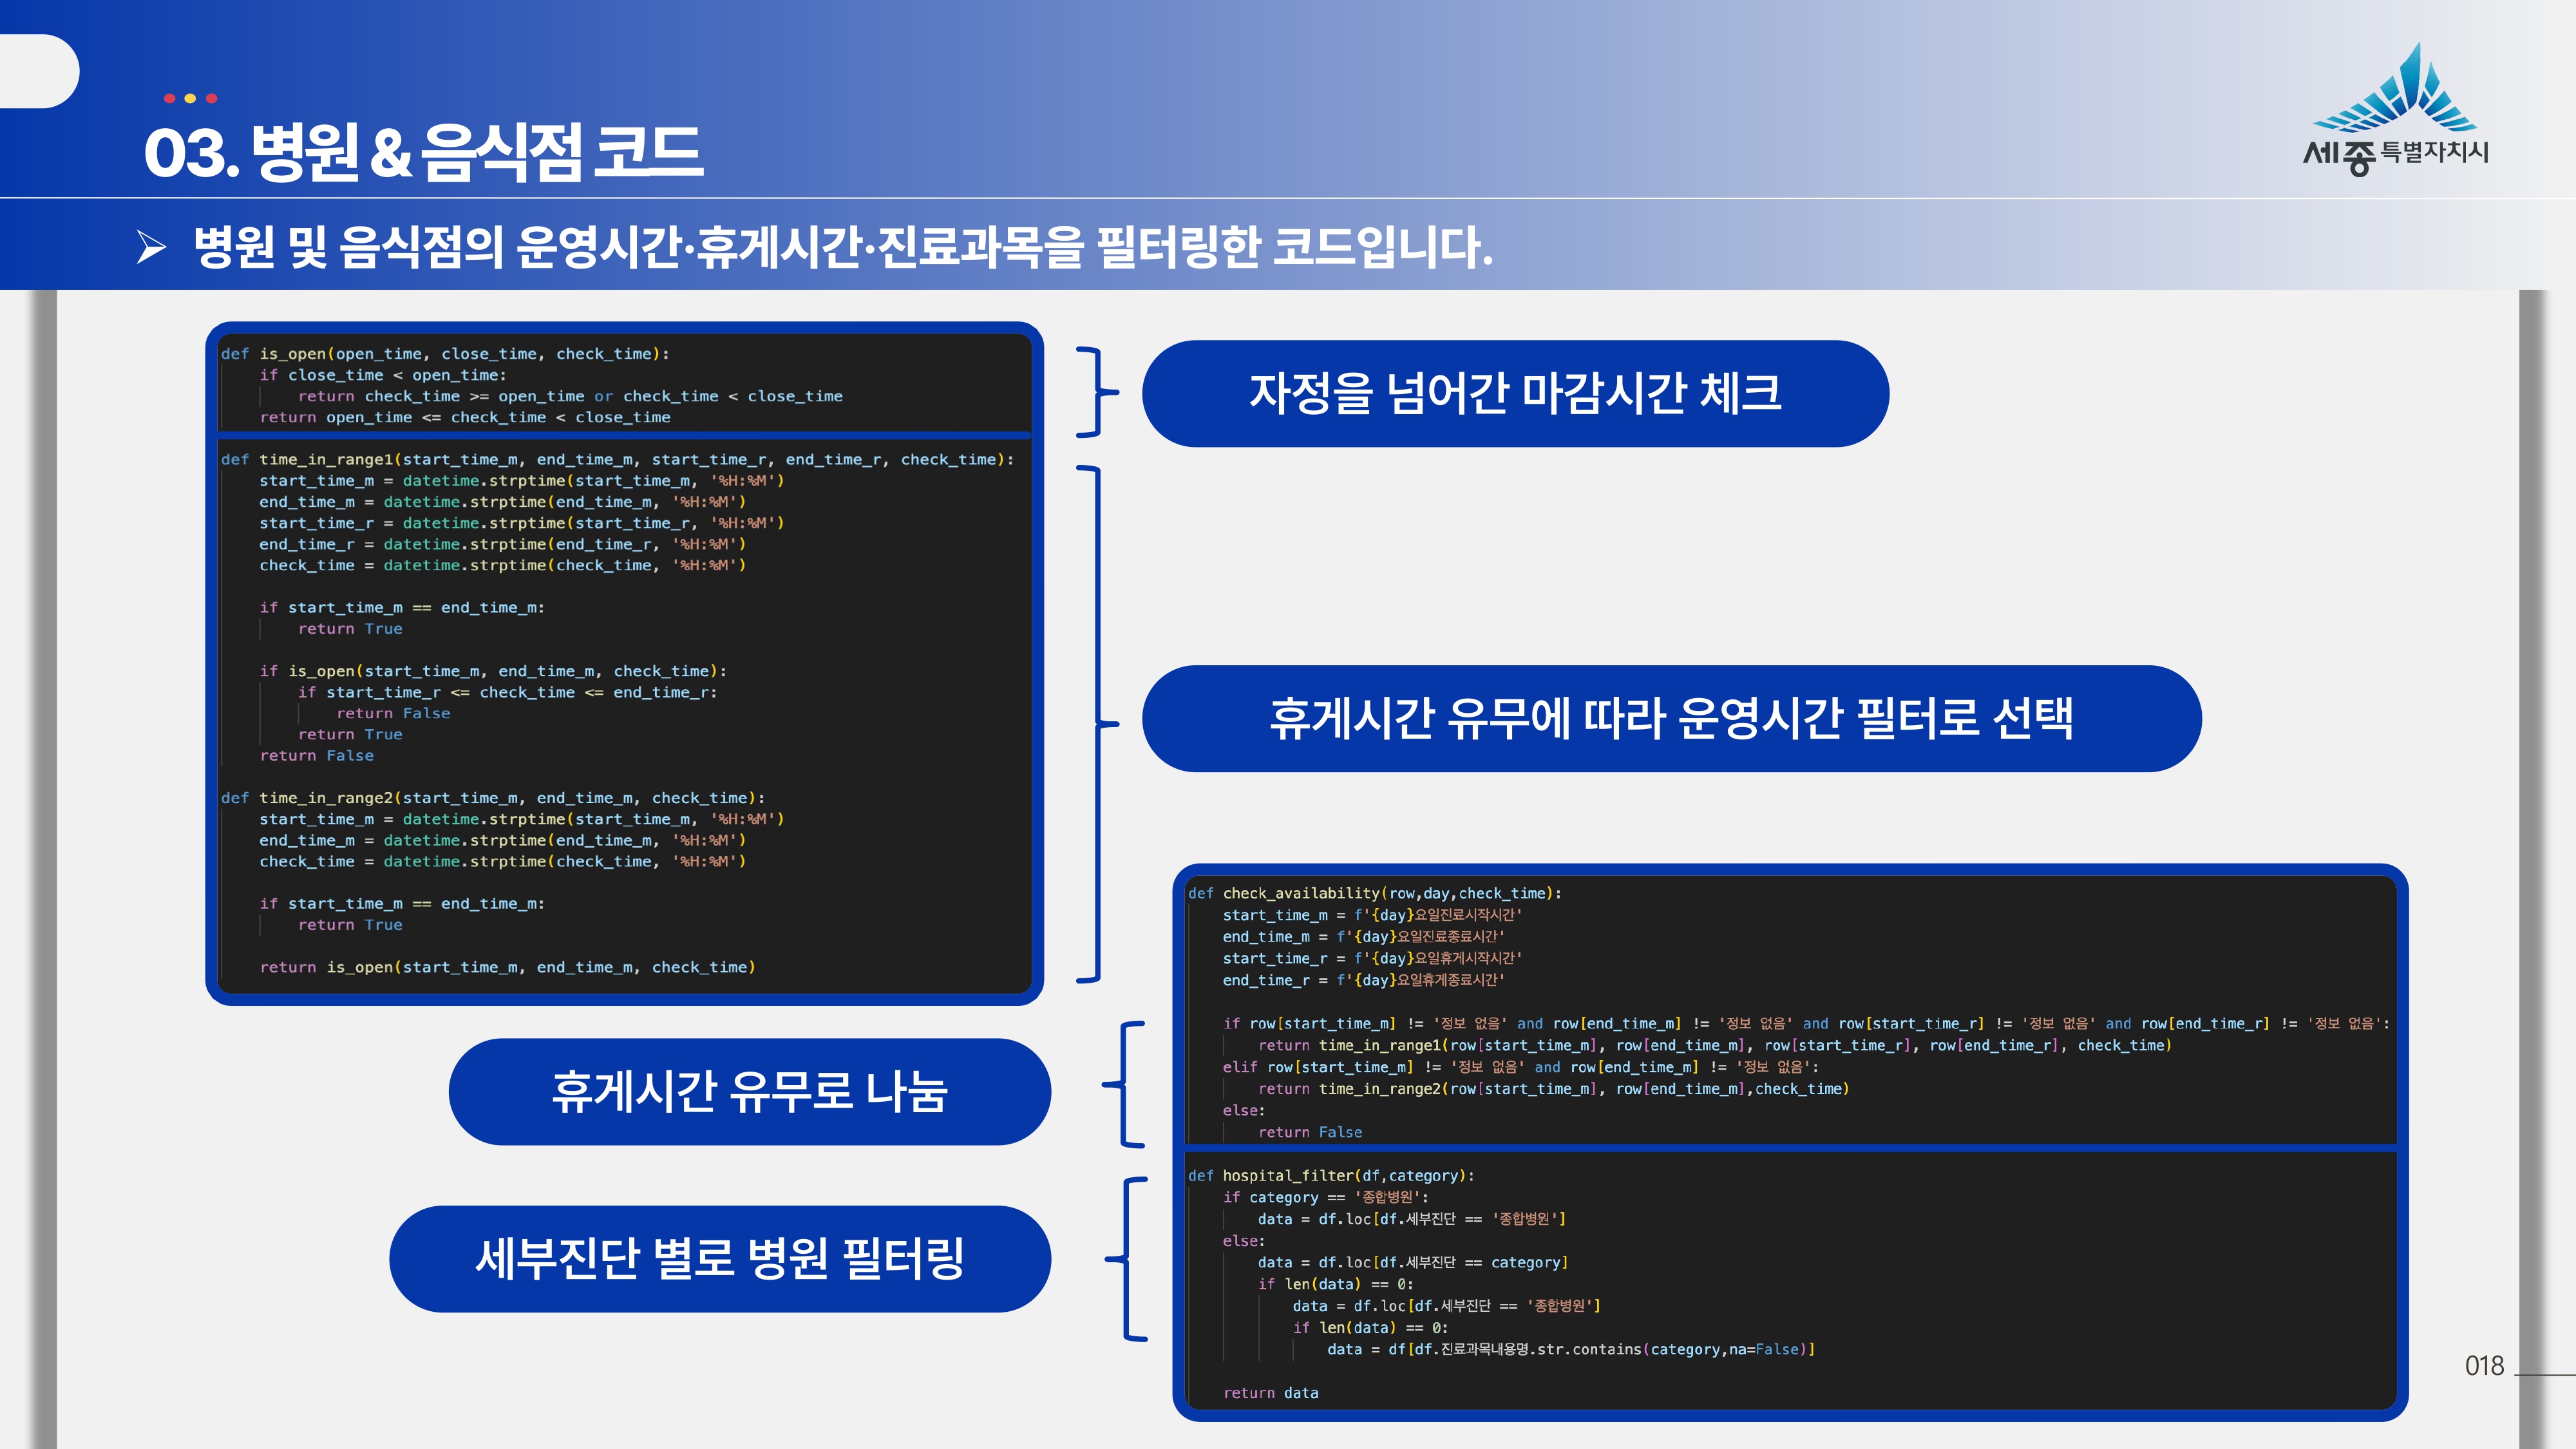 03. 병원 & 음식점 코드
세종특별자치시
➢ 병원 및 음식점의 운영시간·휴게시간·진료과목을 필터링한 코드입니다.
def is_open(open_time, close_time, check_time):
    if close_time < open_time:
        return check_time >= open_time or check_time < close_time
    return open_time <= check_time < close_time
자정을 넘어간 마감시간 체크
def time_in_range1(start_time_m, end_time_m, start_time_r, end_time_r, check_time):
    start_time_m = datetime.strptime(start_time_m, '%H:%M')
    end_time_m = datetime.strptime(end_time_m, '%H:%M')
    start_time_r = datetime.strptime(start_time_r, '%H:%M')
    end_time_r = datetime.strptime(end_time_r, '%H:%M')
    check_time = datetime.strptime(check_time, '%H:%M')
    if start_time_m == end_time_m:
        return True
    if is_open(start_time_m, end_time_m, check_time):
        if start_time_r <= check_time <= end_time_r:
            return False
        return True
    return False
def time_in_range2(start_time_m, end_time_m, check_time):
    start_time_m = datetime.strptime(start_time_m, '%H:%M')
    end_time_m = datetime.strptime(end_time_m, '%H:%M')
    check_time = datetime.strptime(check_time, '%H:%M')
    if start_time_m == end_time_m:
        return True
    return is_open(start_time_m, end_time_m, check_time)
휴게시간 유무에 따라 운영시간 필터로 선택
def check_availability(row,day,check_time):
    start_time_m = f'{day}요일진료시작시간'
    end_time_m = f'{day}요일진료종료시간'
    start_time_r = f'{day}요일휴게시작시간'
    end_time_r = f'{day}요일휴게종료시간'
    if row[start_time_m] != '정보 없음' and row[end_time_m] != '정보 없음' and row[start_time_r] != '정보 없음' and row[end_time_r] != '정보 없음':
        return time_in_range1(row[start_time_m], row[end_time_m], row[start_time_r], row[end_time_r], check_time)
    elif row[start_time_m] != '정보 없음' and row[end_time_m] != '정보 없음':
        return time_in_range2(row[start_time_m], row[end_time_m],check_time)
    else:
        return False
휴게시간 유무로 나눔
def hospital_filter(df,category):
    if category == '종합병원':
        data = df.loc[df.세부진단 == '종합병원']
    else:
        data = df.loc[df.세부진단 == category]
        if len(data) == 0:
            data = df.loc[df.세부진단 == '종합병원']
            if len(data) == 0:
                data = df[df.진료과목내용명.str.contains(category,na=False)]
    return data
세부진단 별로 병원 필터링
018